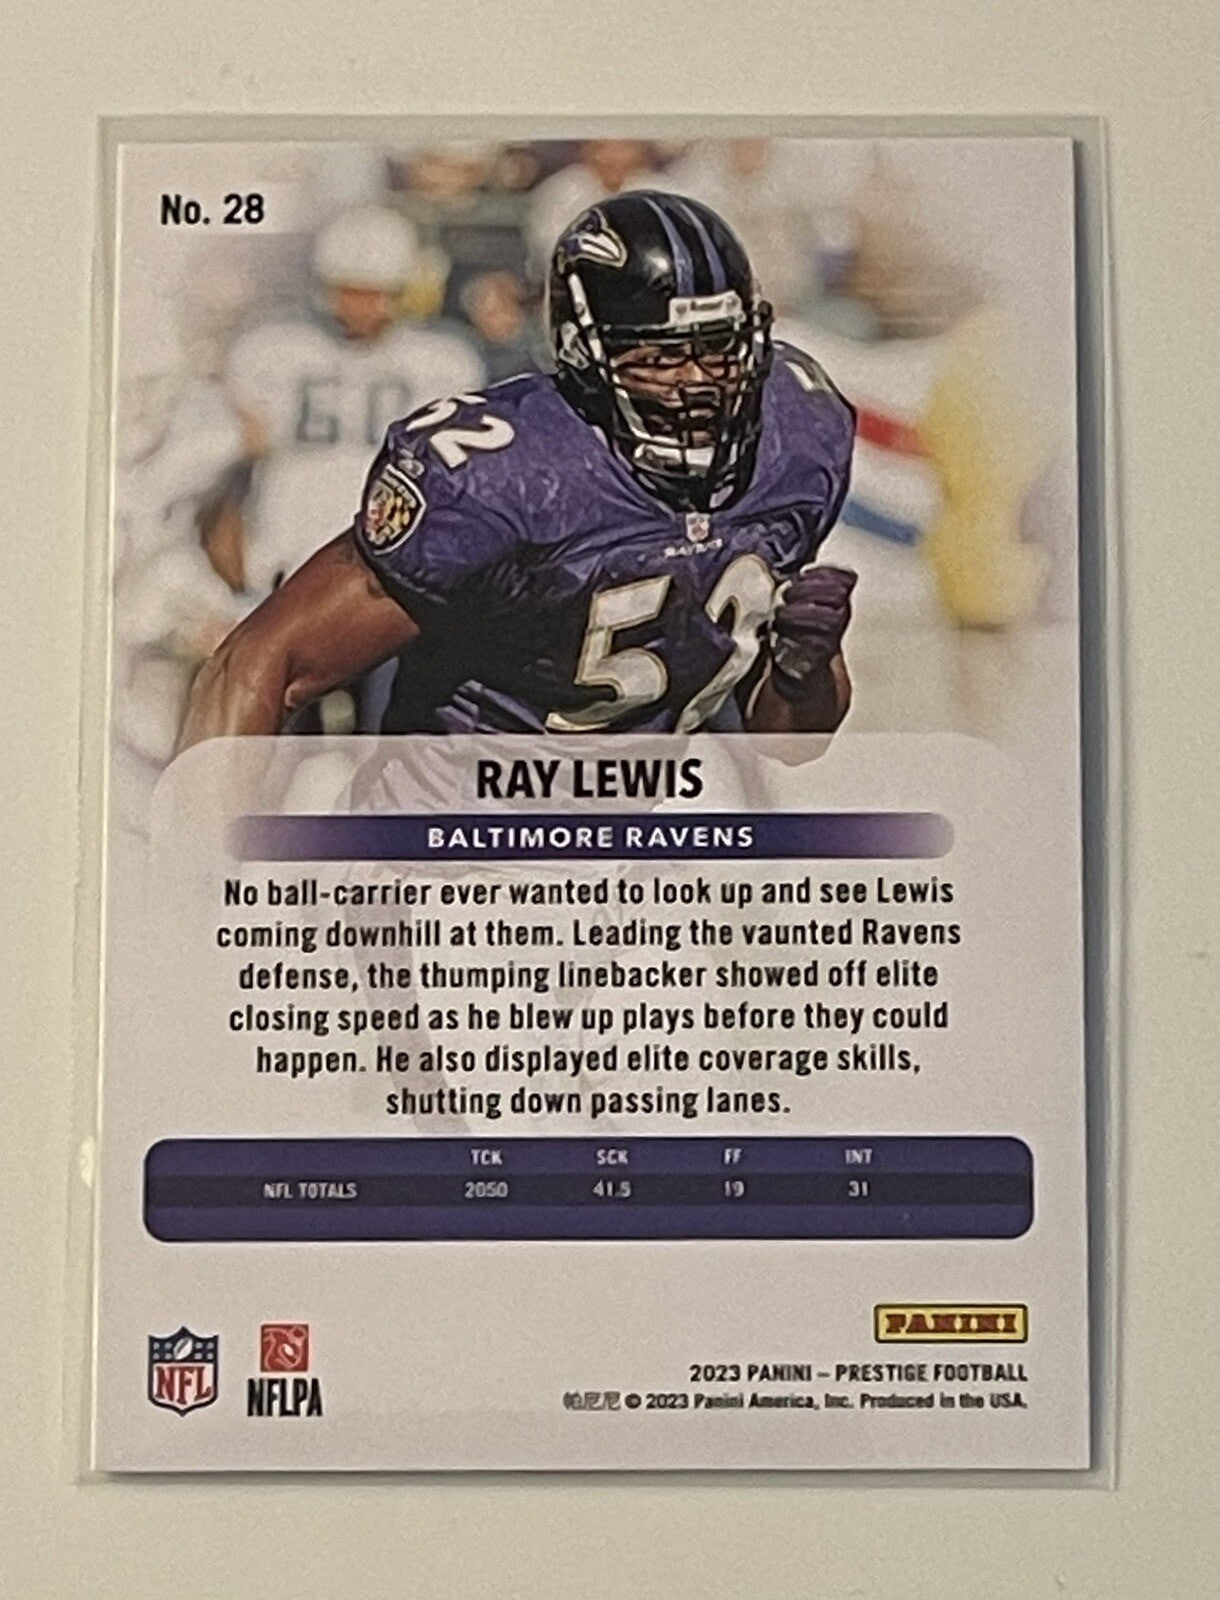 No. 28
60
52
52
RAVENS
RAY LEWIS
BALTIMORE RAVENS
No ball-carrier ever wanted to look up and see Lewis
coming downhill at them. Leading the vaunted Ravens
defense, the thumping linebacker showed off elite
closing speed as he blew up plays before they could
happen. He also displayed elite coverage skills,
shutting down passing lanes.
TCK SCK FF INT
NFL TOTALS 2050 41.5 19 31
PANINI
NFL
NFLPA
2023 PANINI – PRESTIGE FOOTBALL
帕尼尼 © 2023 Panini America, Inc. Produced in the USA.